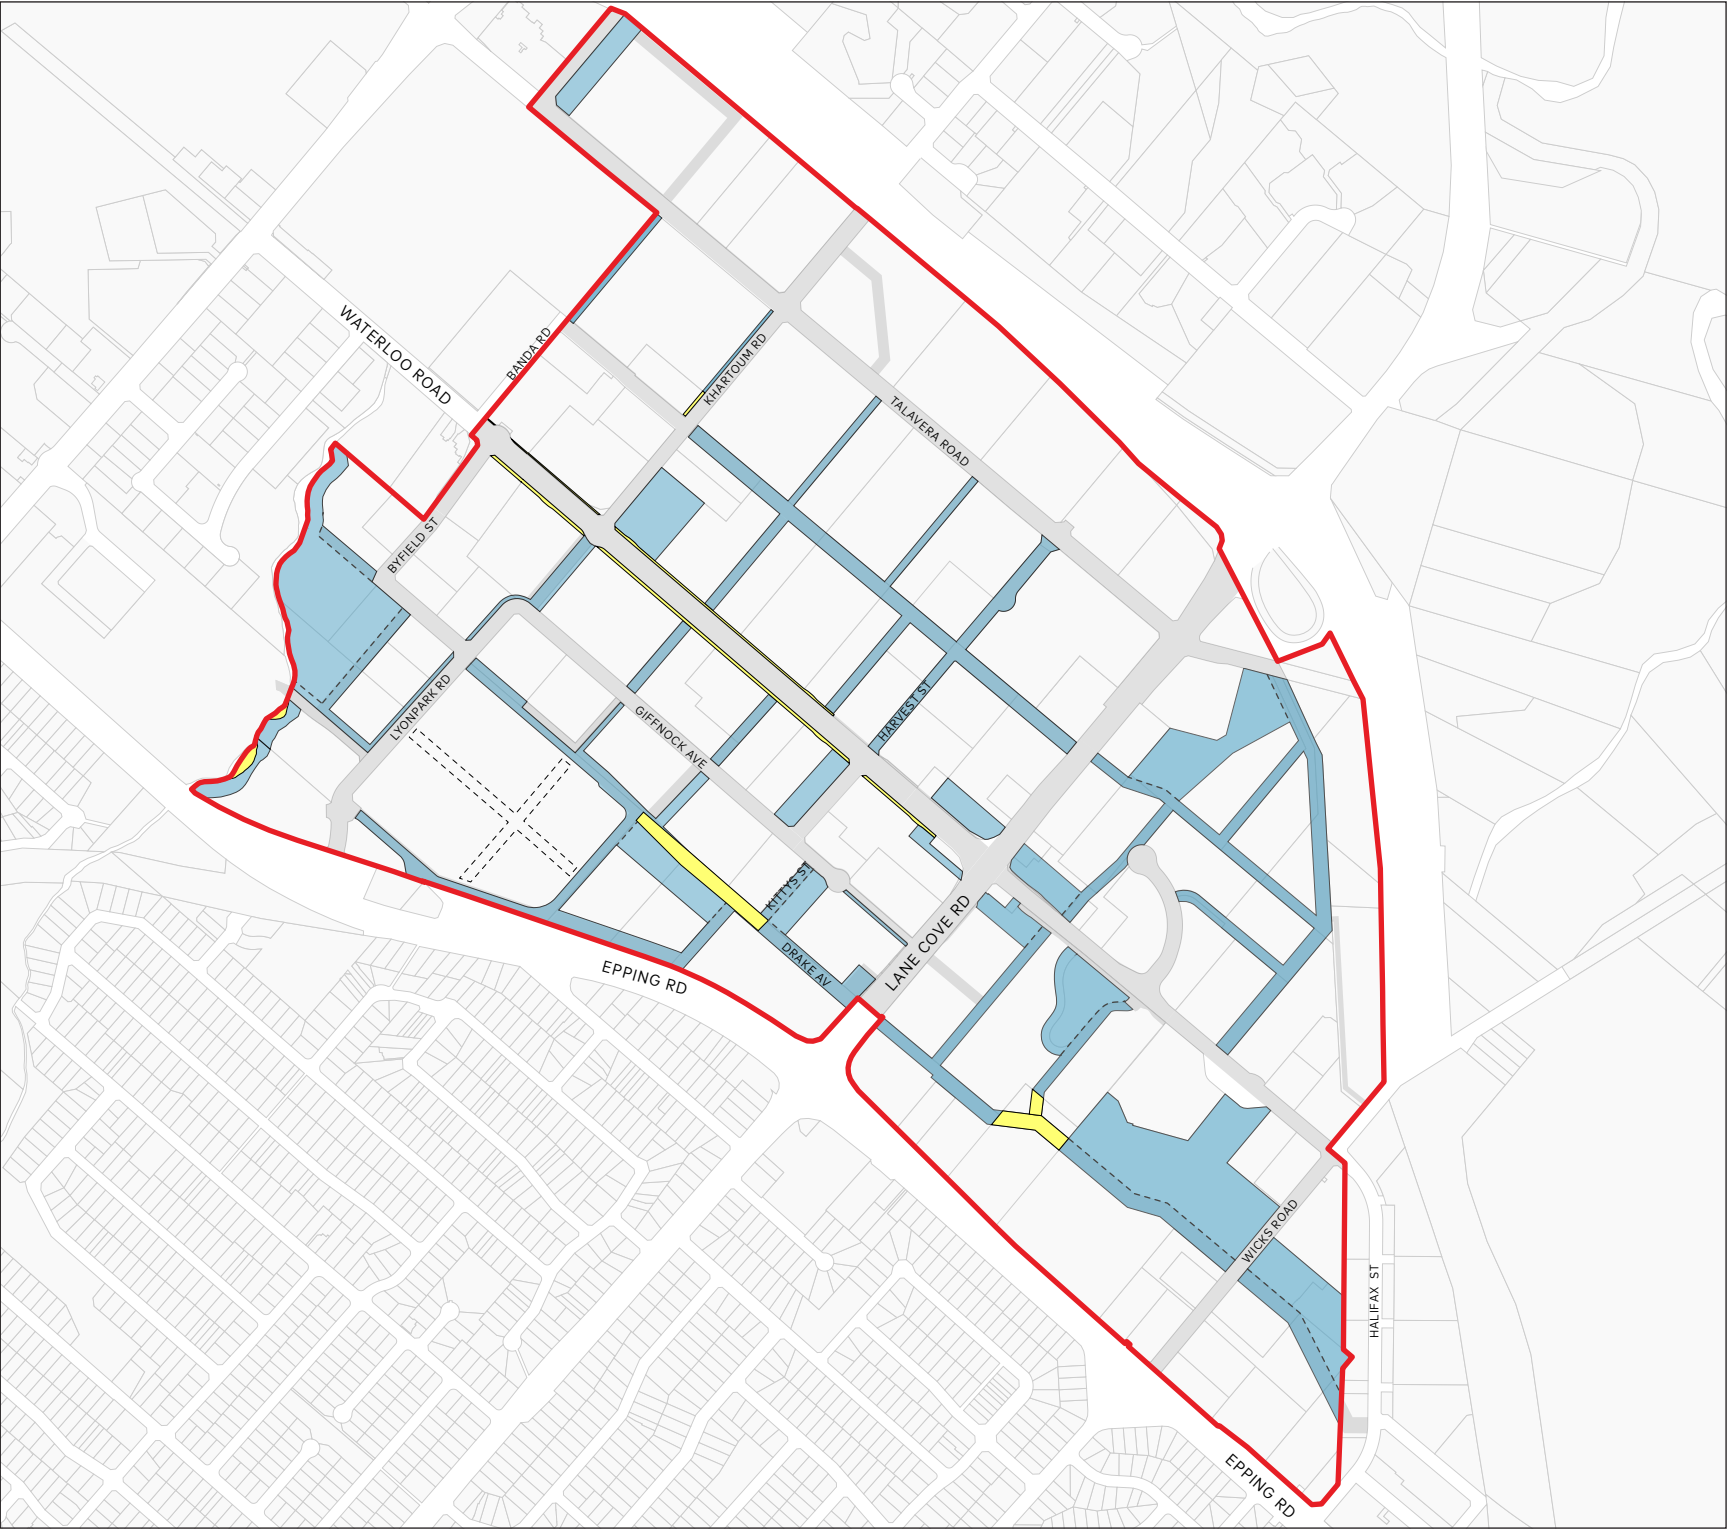 WATERLOO ROAD
BANDA RD
KHARTOUM RD
TALAVERA ROAD
BYFIELD ST
LYONPARK RD
GIFFNOCK AVE
HARVEST ST
KITTYS ST
DRAKE AV
LANE COVE RD
EPPING RD
WICKS ROAD
HALIFAX ST
EPPING RD